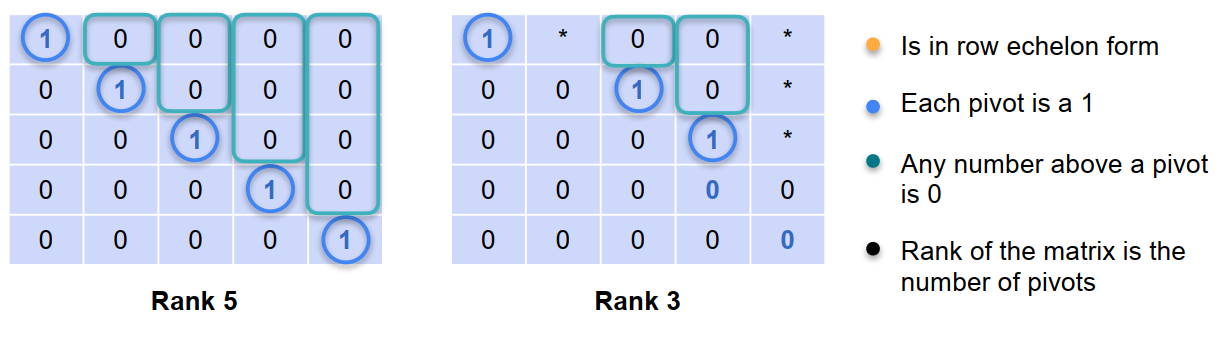 1 0 0 0 0
0 1 0 0 0
0 0 1 0 0
0 0 0 1 0
0 0 0 0 1
Rank 5
1 * 0 0 *
0 0 1 0 *
0 0 0 1 *
0 0 0 0 0
0 0 0 0 0
Rank 3
Is in row echelon form
Each pivot is a 1
Any number above a pivot
is 0
Rank of the matrix is the
number of pivots